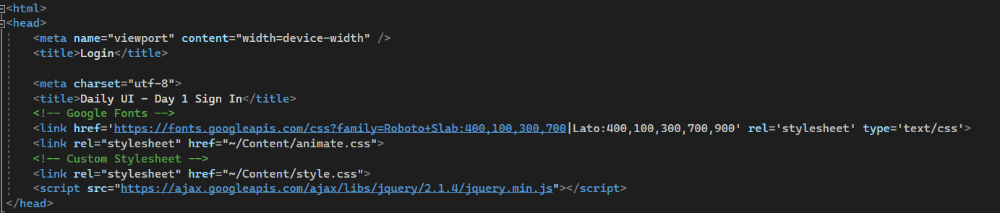 <html>
<head>
<meta name="viewport" content="width=device-width" />
<title>Login</title>
<meta charset="utf-8">
<title>Daily UI - Day 1 Sign In</title>
<!-- Google Fonts -->
<link href='https://fonts.googleapis.com/css?family=Roboto+Slab:400,100,300,700|Lato:400,100,300,700,900' rel='stylesheet' type='text/css'>
<link rel="stylesheet" href="~/Content/animate.css">
<!-- Custom Stylesheet -->
<link rel="stylesheet" href="~/Content/style.css">
<script src="https://ajax.googleapis.com/ajax/libs/jquery/2.1.4/jquery.min.js"></script>
</head>